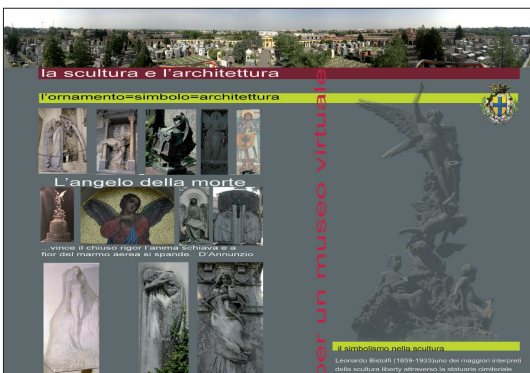 la scultura e l'architettura
l'ornamento=simbolo=architettura
L'angelo della morte
...vince il chiuso rigor l'anima schiava e a
fior del marmo aerea si spande.. D'Annunzio
per un museo virtuale
il simbolismo nella scultura
Leonardo Bistolfi (1859-1933)uno dei maggiori interpreti
della scultura liberty attraverso la statuaria cimiteriale